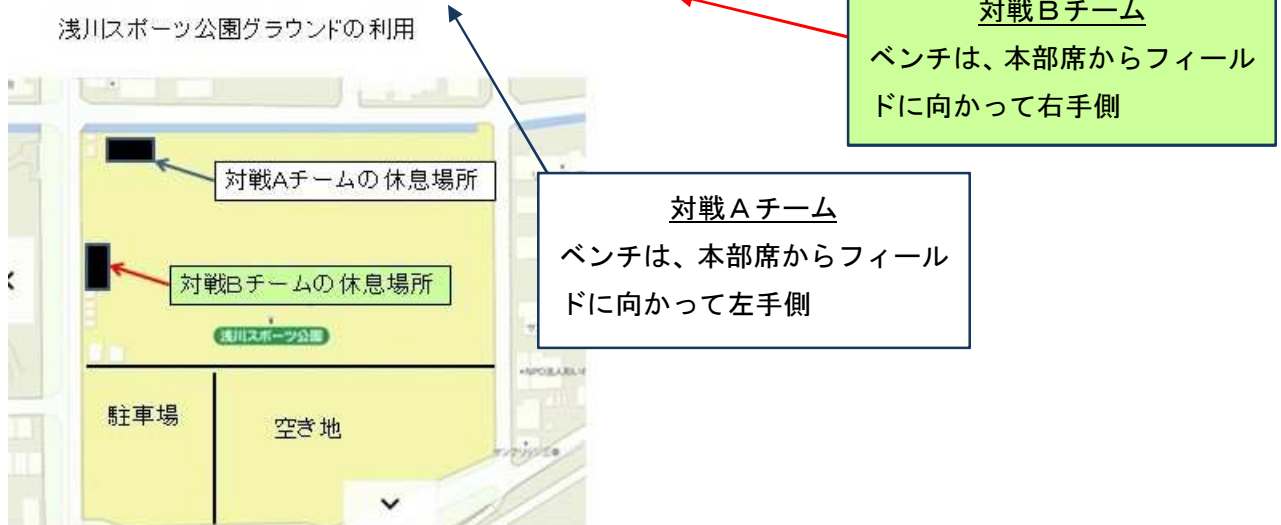 浅川スポーツ公園グラウンドの利用
対戦Bチーム
ベンチは、本部席からフィール
ドに向かって右手側
対戦Aチームの休息場所
対戦Aチーム
ベンチは、本部席からフィール
ドに向かって左手側
対戦Bチームの休息場所
浅川スポーツ公園
駐車場
空き地